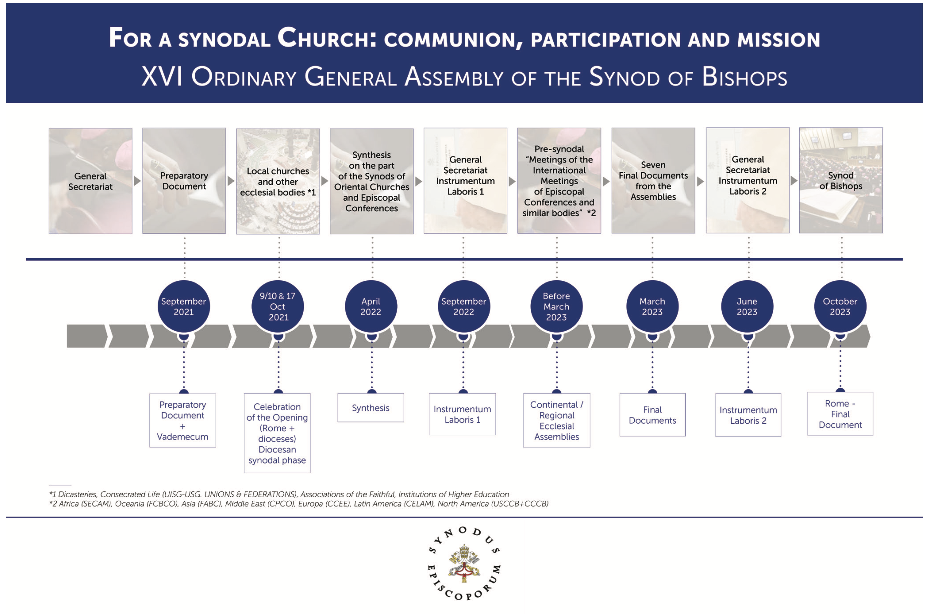 FOR A SYNODAL CHURCH: COMMUNION, PARTICIPATION AND MISSION
XVI ORDINARY GENERAL ASSEMBLY OF THE SYNOD OF BISHOPS
General
Secretariat
Preparatory
Document
Local churches
and other
ecclesial bodies *1
Synthesis
on the part
of the Synods of
Oriental Churches
and Episcopal
Conferences
General
Secretariat
Instrumentum
Laboris 1
Pre-synodal
"Meetings of the
International
Meetings
of Episcopal
Conferences and
similar bodies" *2
Seven
Final Documents
from the
Assemblies
General
Secretariat
Instrumentum
Laboris 2
Synod
of Bishops
September
2021
9/10 & 17
Oct
2021
April
2022
September
2022
Before
March
2023
March
2023
June
2023
October
2023
Preparatory
Document
+
Vademecum
Celebration
of the Opening
(Rome +
dioceses)
Diocesan
synodal phase
Synthesis
Instrumentum
Laboris 1
Continental /
Regional
Ecclesial
Assemblies
Final
Documents
Instrumentum
Laboris 2
Rome -
Final
Document
*1 Dicasteries, Consecrated Life (UISG-USG, UNIONS & FEDERATIONS), Associations of the Faithful, Institutions of Higher Education
*2 Africa (SECAM), Oceania (FCBCO), Asia (FABC), Middle East (CPCO), Europa (CCEE), Latin America (CELAM), North America (USCCB+CCCB)
SYNODUS
EPISCOPORUM